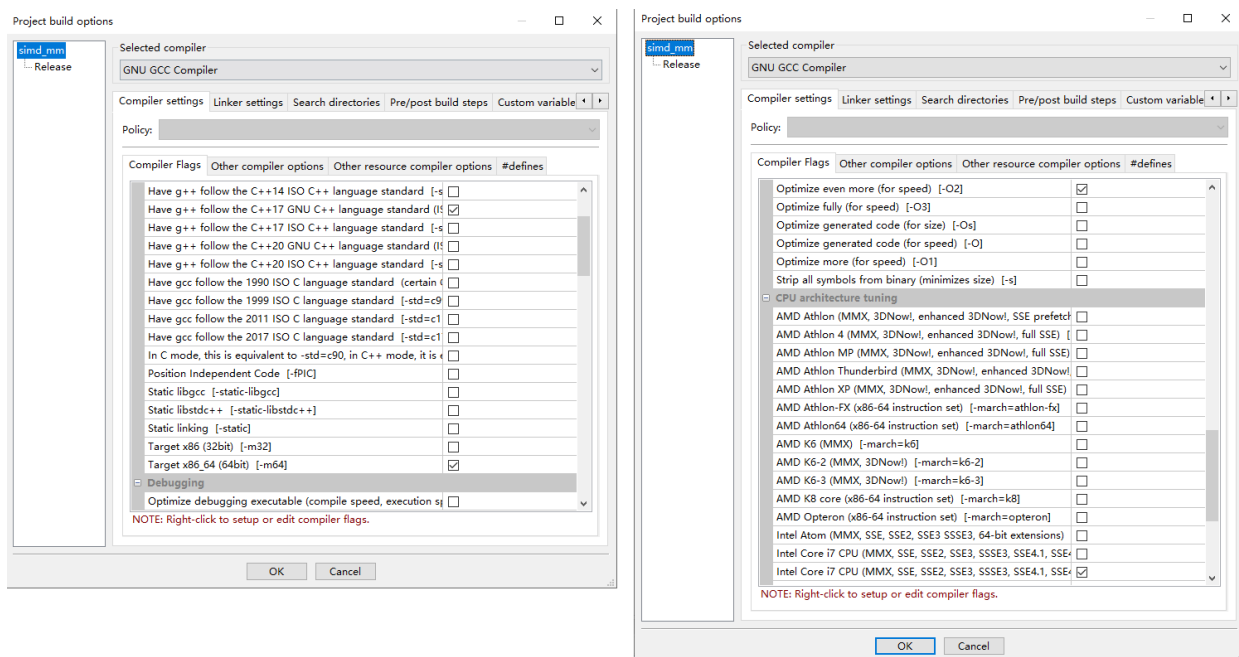 Project build options
simd_mm
Release
Selected compiler
GNU GCC Compiler
Compiler settings Linker settings Search directories Pre/post build steps Custom variable
Policy:
Compiler Flags Other compiler options Other resource compiler options #defines
Have g++ follow the C++14 ISO C++ language standard [-s
Have g++ follow the C++17 GNU C++ language standard (IS
Have g++ follow the C++17 ISO C++ language standard [-s
Have g++ follow the C++20 GNU C++ language standard (IS
Have g++ follow the C++20 ISO C++ language standard [-s
Have gcc follow the 1990 ISO C language standard (certain
Have gcc follow the 1999 ISO C language standard [-std=c9
Have gcc follow the 2011 ISO C language standard [-std=c1
Have gcc follow the 2017 ISO C language standard [-std=c1
In C mode, this is equivalent to -std=c90, in C++ mode, it is
Position Independent Code [-fPIC]
Static libgcc [-static-libgcc]
Static libstdc++ [-static-libstdc++]
Static linking [-static]
Target x86 (32bit) [-m32]
Target x86_64 (64bit) [-m64]
Debugging
Optimize debugging executable (compile speed, execution s
NOTE: Right-click to setup or edit compiler flags.
OK Cancel
Project build options
simd_mm
Release
Selected compiler
GNU GCC Compiler
Compiler settings Linker settings Search directories Pre/post build steps Custom variable
Policy:
Compiler Flags Other compiler options Other resource compiler options #defines
Optimize even more (for speed) [-O2]
Optimize fully (for speed) [-O3]
Optimize generated code (for size) [-Os]
Optimize generated code (for speed) [-O]
Optimize more (for speed) [-O1]
Strip all symbols from binary (minimizes size) [-s]
CPU architecture tuning
AMD Athlon (MMX, 3DNow!, enhanced 3DNow!, SSE prefetch
AMD Athlon 4 (MMX, 3DNow!, enhanced 3DNow!, full SSE) [
AMD Athlon MP (MMX, 3DNow!, enhanced 3DNow!, full SSE)
AMD Athlon Thunderbird (MMX, 3DNow!, enhanced 3DNow!,
AMD Athlon XP (MMX, 3DNow!, enhanced 3DNow!, full SSE)
AMD Athlon-FX (x86-64 instruction set) [-march=athlon-fx]
AMD Athlon64 (x86-64 instruction set) [-march=athlon64]
AMD K6 (MMX) [-march=k6]
AMD K6-2 (MMX, 3DNow!) [-march=k6-2]
AMD K6-3 (MMX, 3DNow!) [-march=k6-3]
AMD K8 core (x86-64 instruction set) [-march=k8]
AMD Opteron (x86-64 instruction set) [-march=opteron]
Intel Atom (MMX, SSE, SSE2, SSE3 SSSE3, 64-bit extensions)
Intel Core i7 CPU (MMX, SSE, SSE2, SSE3, SSSE3, SSE4.1, SSE4
Intel Core i7 CPU (MMX, SSE, SSE2, SSE3, SSSE3, SSE4.1, SSE4
NOTE: Right-click to setup or edit compiler flags.
OK Cancel